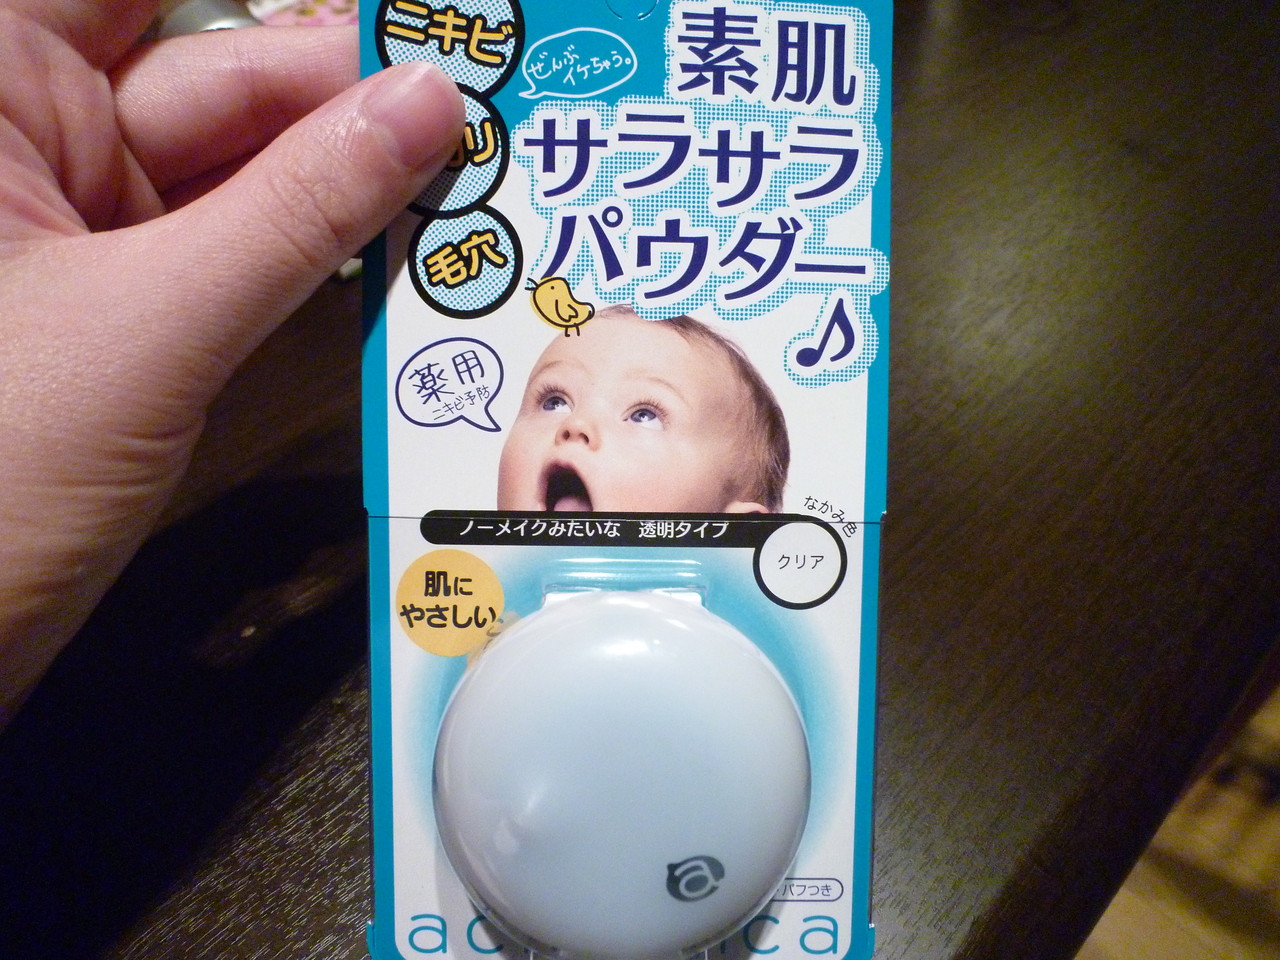 ニキビ
リ
毛穴
ぜんぶ
イケちゃう。
素肌
サラサラ
パウダー♪
薬用
ニキビ予防
ノーメイクみたいな 透明タイプ
なかみ色
クリア
肌に
やさしい
a
パフつき
ac ica